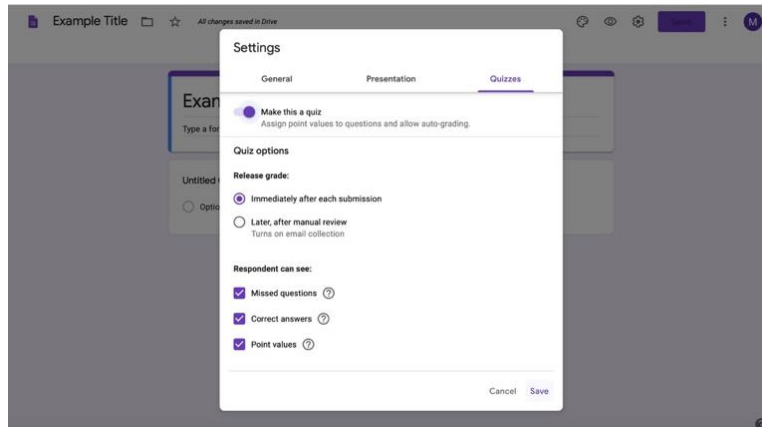 Example Title
All changes saved in Drive
M
Settings
General Presentation Quizzes
Exam
Type a for
Make this a quiz
Assign point values to questions and allow auto-grading.
Quiz options
Release grade:
Untitled
Immediately after each submission
Optio
Later, after manual review
Turns on email collection
Respondent can see:
Missed questions
Correct answers
Point values
Cancel Save